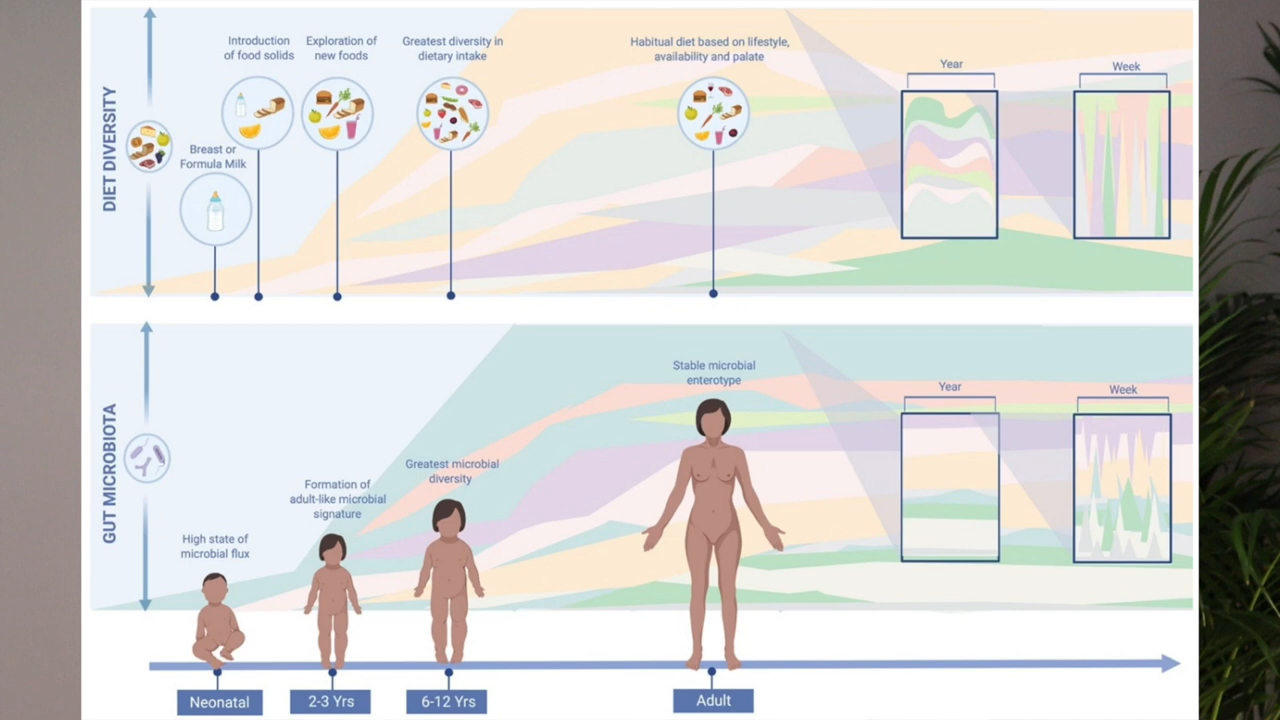 DIET DIVERSITY
Breast or
Formula Milk
Introduction
of food solids
Exploration of
new foods
Greatest diversity in
dietary intake
Habitual diet based on lifestyle,
availability and palate
Year
Week
GUT MICROBIOTA
High state of
microbial flux
Formation of
adult-like microbial
signature
Greatest microbial
diversity
Stable microbial
enterotype
Year
Week
Neonatal
2-3 Yrs
6-12 Yrs
Adult